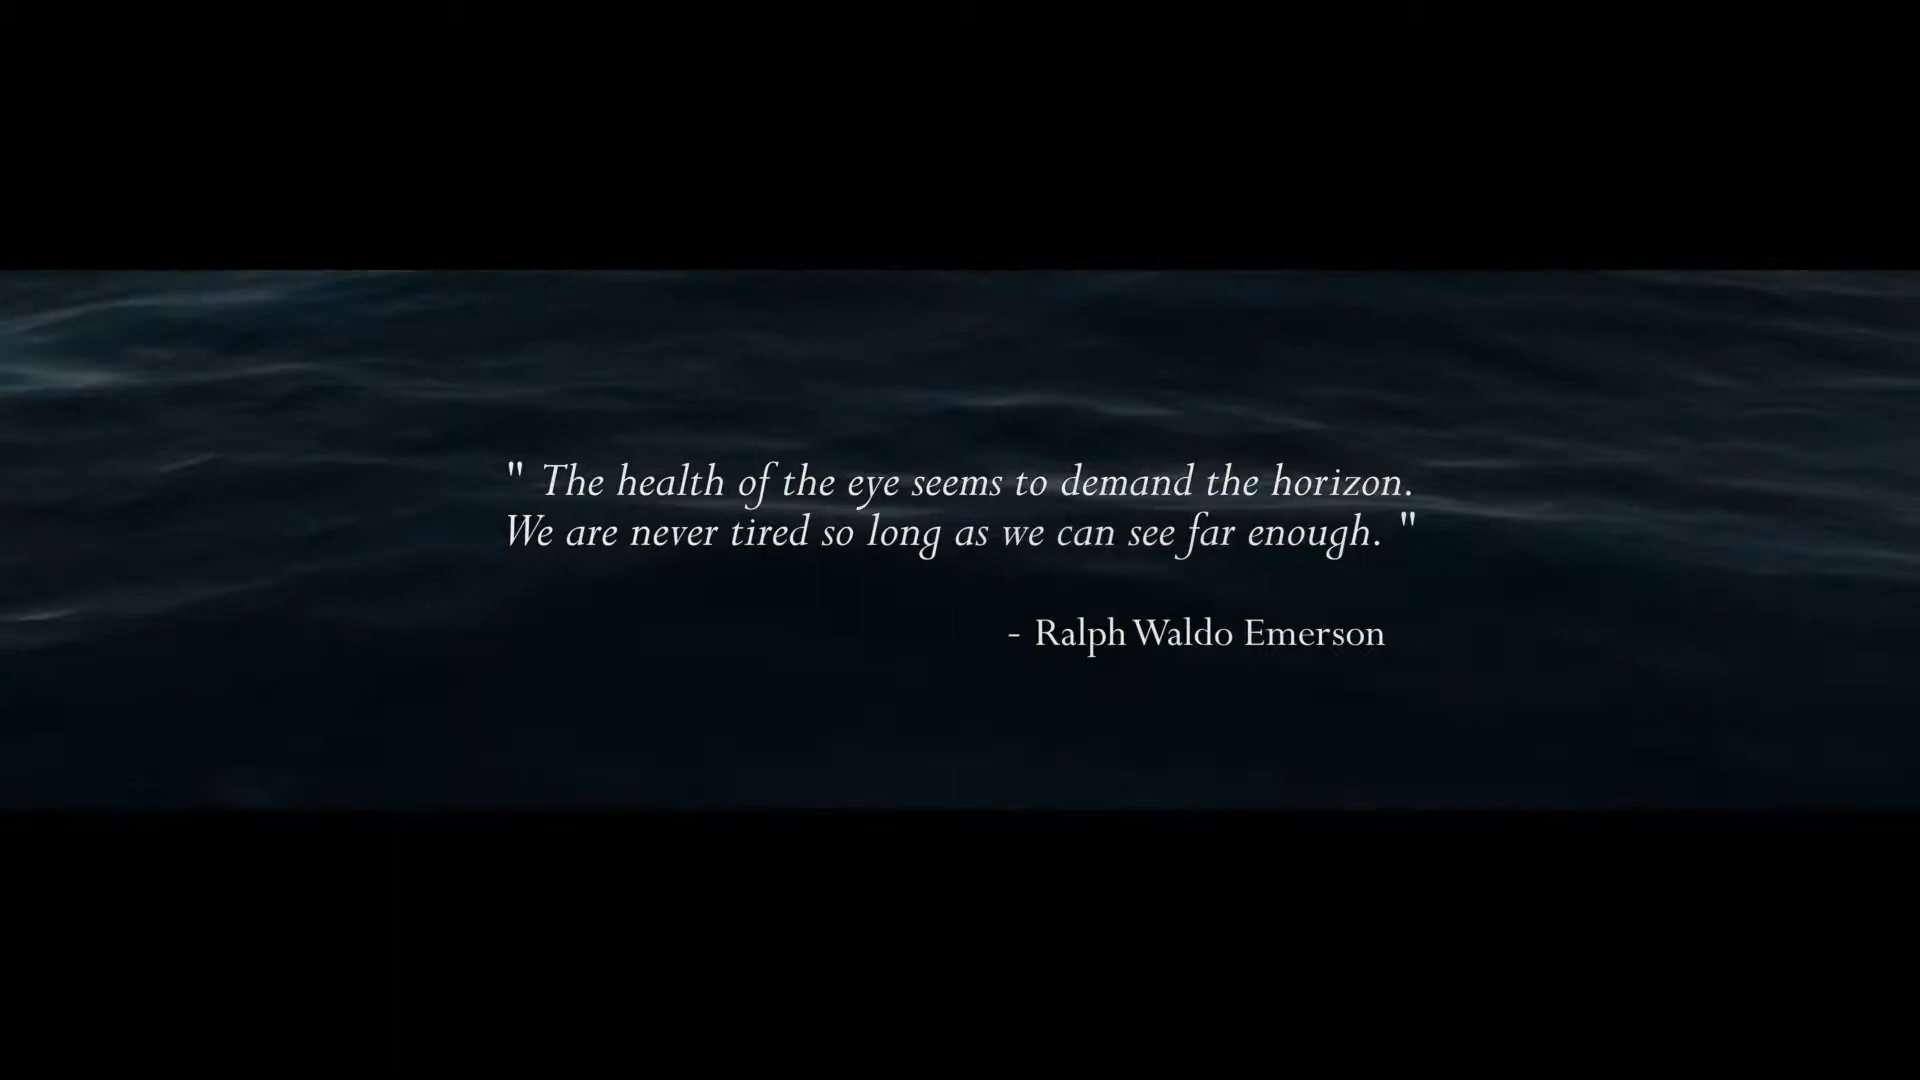 " The health of the eye seems to demand the horizon.
We are never tired so long as we can see far enough. "
- Ralph Waldo Emerson